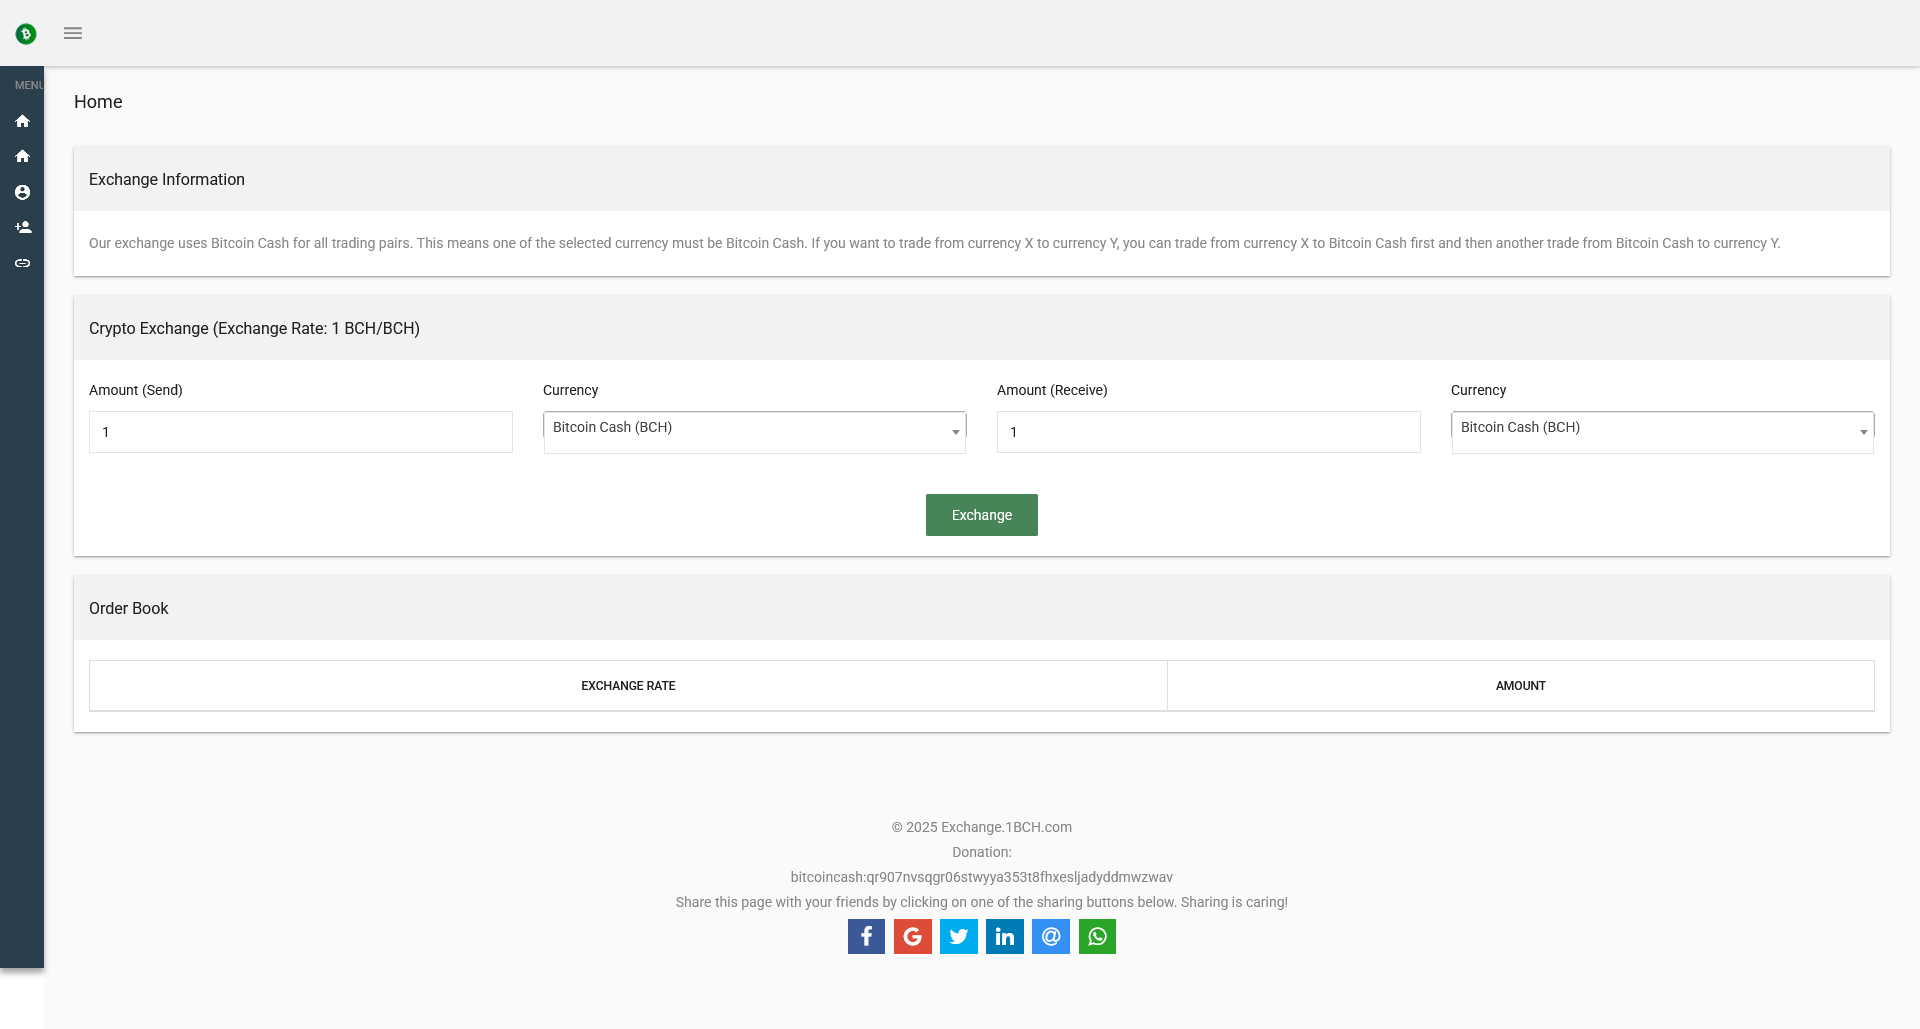 MENU
Home
Exchange Information
Our exchange uses Bitcoin Cash for all trading pairs. This means one of the selected currency must be Bitcoin Cash. If you want to trade from currency X to currency Y, you can trade from currency X to Bitcoin Cash first and then another trade from Bitcoin Cash to currency Y.
Crypto Exchange (Exchange Rate: 1 BCH/BCH)
Amount (Send) Currency Amount (Receive) Currency
1 Bitcoin Cash (BCH) 1 Bitcoin Cash (BCH)
Exchange
Order Book
EXCHANGE RATE AMOUNT
© 2025 Exchange.1BCH.com
Donation:
bitcoincash:qr907nvsqgr06stwyya353t8fhxesljadyddmwzwav
Share this page with your friends by clicking on one of the sharing buttons below. Sharing is caring!